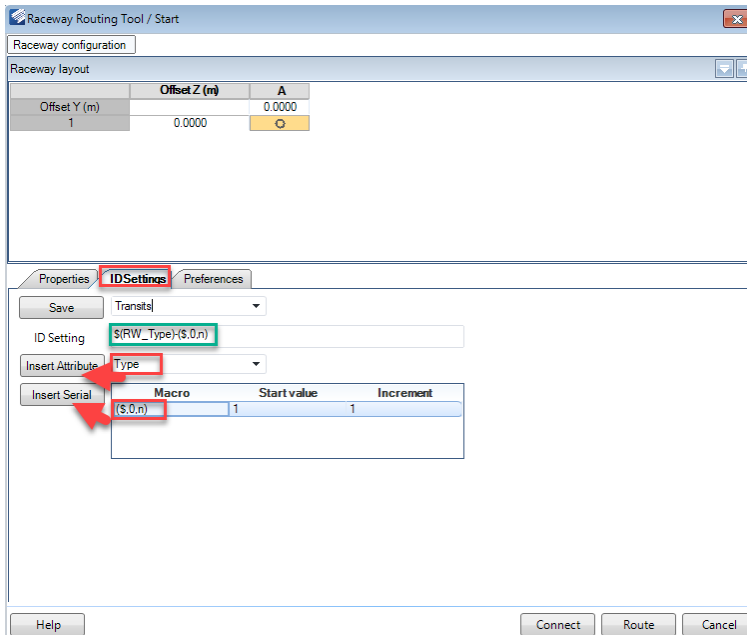 Raceway Routing Tool / Start
Raceway configuration
Raceway layout
Offset Z (m) A
Offset Y (m) 0.0000
1 0.0000
Properties IDSettings Preferences
Save Transits
ID Setting $(RW_Type)-($,0,n)
Insert Attribute Type
Insert Serial Macro Start value Increment
($,0,n) 1 1
Help Connect Route Cancel